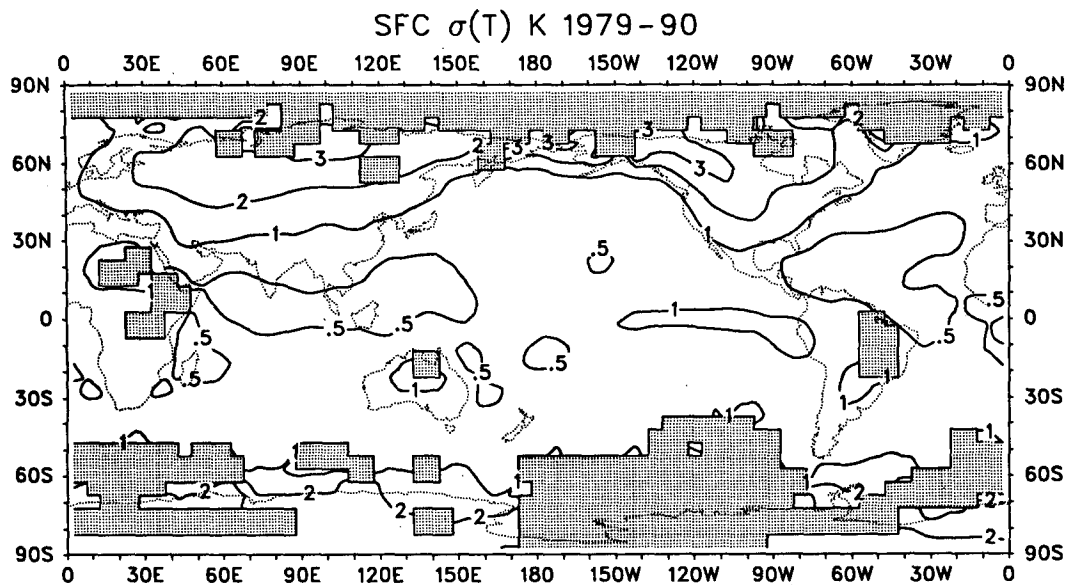 SFC σ(T) K 1979-90
0 30E 60E 90E 120E 150E 180 150W 120W 90W 60W 30W 0
90N 90N
2 2 3 3 3 2 1
60N 3 2 3 60N
2
1 1
30N 30N
.5
1 .5
0 .5 .5 1 0
.5 .5 .5
1 1
30S 30S
1 1 1 1
60S 2 1 2 60S
2 2 2 2
2
90S 90S
0 30E 60E 90E 120E 150E 180 150W 120W 90W 60W 30W 0